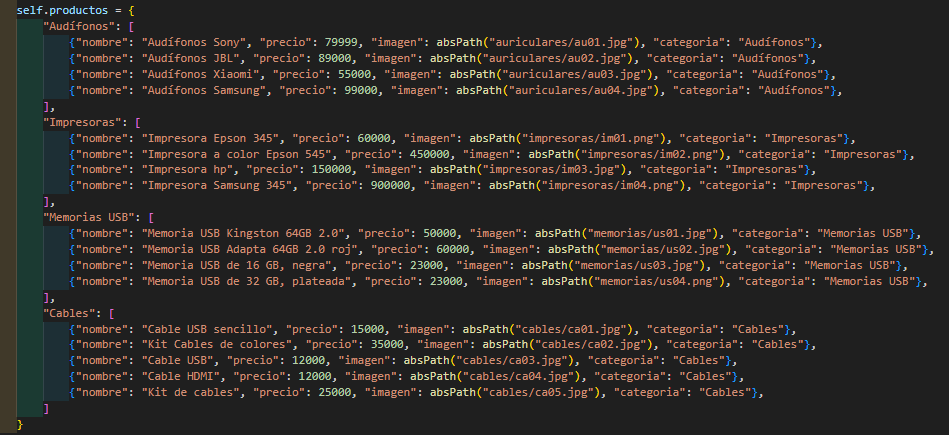 self.productos = {
"Audífonos": [
{"nombre": "Audífonos Sony", "precio": 79999, "imagen": absPath("auriculares/au01.jpg"), "categoria": "Audífonos"},
{"nombre": "Audífonos JBL", "precio": 89000, "imagen": absPath("auriculares/au02.jpg"), "categoria": "Audífonos"},
{"nombre": "Audífonos Xiaomi", "precio": 55000, "imagen": absPath("auriculares/au03.jpg"), "categoria": "Audífonos"},
{"nombre": "Audífonos Samsung", "precio": 99000, "imagen": absPath("auriculares/au04.jpg"), "categoria": "Audífonos"},
],
"Impresoras": [
{"nombre": "Impresora Epson 345", "precio": 60000, "imagen": absPath("impresoras/im01.png"), "categoria": "Impresoras"},
{"nombre": "Impresora a color Epson 545", "precio": 450000, "imagen": absPath("impresoras/im02.png"), "categoria": "Impresoras"},
{"nombre": "Impresora hp", "precio": 150000, "imagen": absPath("impresoras/im03.jpg"), "categoria": "Impresoras"},
{"nombre": "Impresora Samsung 345", "precio": 900000, "imagen": absPath("impresoras/im04.png"), "categoria": "Impresoras"},
],
"Memorias USB": [
{"nombre": "Memoria USB Kingston 64GB 2.0", "precio": 50000, "imagen": absPath("memorias/us01.jpg"), "categoria": "Memorias USB"},
{"nombre": "Memoria USB Adapta 64GB 2.0 roj", "precio": 60000, "imagen": absPath("memorias/us02.jpg"), "categoria": "Memorias USB"},
{"nombre": "Memoria USB de 16 GB, negra", "precio": 23000, "imagen": absPath("memorias/us03.jpg"), "categoria": "Memorias USB"},
{"nombre": "Memoria USB de 32 GB, plateada", "precio": 23000, "imagen": absPath("memorias/us04.png"), "categoria": "Memorias USB"},
],
"Cables": [
{"nombre": "Cable USB sencillo", "precio": 15000, "imagen": absPath("cables/ca01.jpg"), "categoria": "Cables"},
{"nombre": "Kit Cables de colores", "precio": 35000, "imagen": absPath("cables/ca02.jpg"), "categoria": "Cables"},
{"nombre": "Cable USB", "precio": 12000, "imagen": absPath("cables/ca03.jpg"), "categoria": "Cables"},
{"nombre": "Cable HDMI", "precio": 12000, "imagen": absPath("cables/ca04.jpg"), "categoria": "Cables"},
{"nombre": "Kit de cables", "precio": 25000, "imagen": absPath("cables/ca05.jpg"), "categoria": "Cables"},
]
}